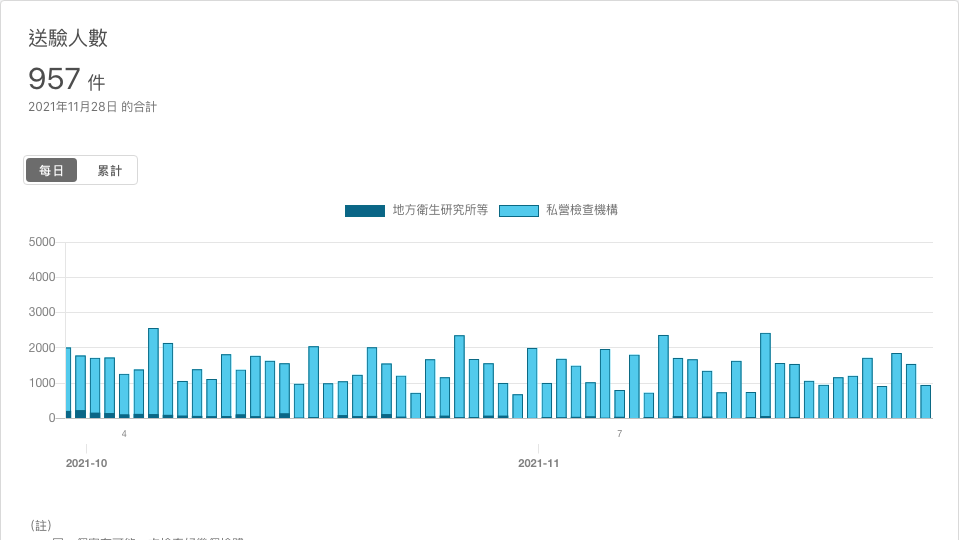 送驗人數
957 件
2021年11月28日 的合計
每日 累計
地方衛生研究所等 私營檢查機構
5000
4000
3000
2000
1000
0
4 7
2021-10 2021-11
（註）